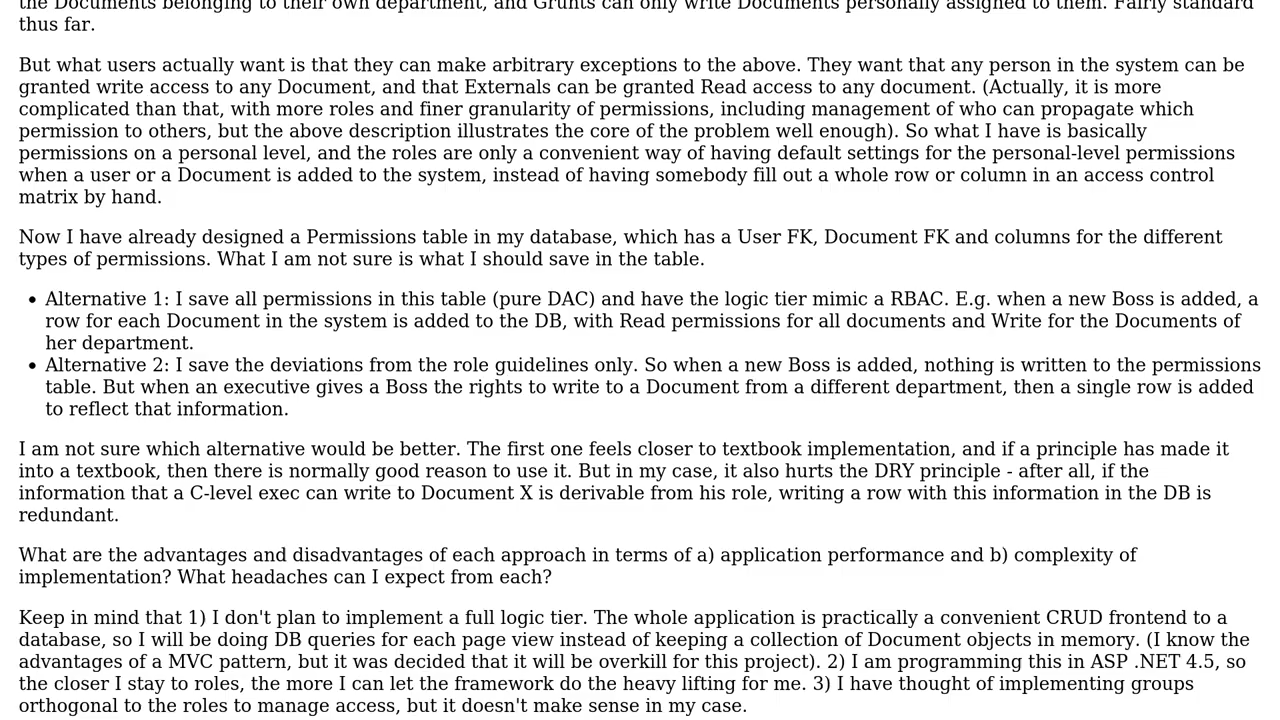 the Documents belonging to their own department, and Grunts can only write Documents personally assigned to them. Fairly standard
thus far.
But what users actually want is that they can make arbitrary exceptions to the above. They want that any person in the system can be
granted write access to any Document, and that Externals can be granted Read access to any document. (Actually, it is more
complicated than that, with more roles and finer granularity of permissions, including management of who can propagate which
permission to others, but the above description illustrates the core of the problem well enough). So what I have is basically
permissions on a personal level, and the roles are only a convenient way of having default settings for the personal-level permissions
when a user or a Document is added to the system, instead of having somebody fill out a whole row or column in an access control
matrix by hand.
Now I have already designed a Permissions table in my database, which has a User FK, Document FK and columns for the different
types of permissions. What I am not sure is what I should save in the table.
• Alternative 1: I save all permissions in this table (pure DAC) and have the logic tier mimic a RBAC. E.g. when a new Boss is added, a
row for each Document in the system is added to the DB, with Read permissions for all documents and Write for the Documents of
her department.
• Alternative 2: I save the deviations from the role guidelines only. So when a new Boss is added, nothing is written to the permissions
table. But when an executive gives a Boss the rights to write to a Document from a different department, then a single row is added
to reflect that information.
I am not sure which alternative would be better. The first one feels closer to textbook implementation, and if a principle has made it
into a textbook, then there is normally good reason to use it. But in my case, it also hurts the DRY principle - after all, if the
information that a C-level exec can write to Document X is derivable from his role, writing a row with this information in the DB is
redundant.
What are the advantages and disadvantages of each approach in terms of a) application performance and b) complexity of
implementation? What headaches can I expect from each?
Keep in mind that 1) I don't plan to implement a full logic tier. The whole application is practically a convenient CRUD frontend to a
database, so I will be doing DB queries for each page view instead of keeping a collection of Document objects in memory. (I know the
advantages of a MVC pattern, but it was decided that it will be overkill for this project). 2) I am programming this in ASP .NET 4.5, so
the closer I stay to roles, the more I can let the framework do the heavy lifting for me. 3) I have thought of implementing groups
orthogonal to the roles to manage access, but it doesn't make sense in my case.